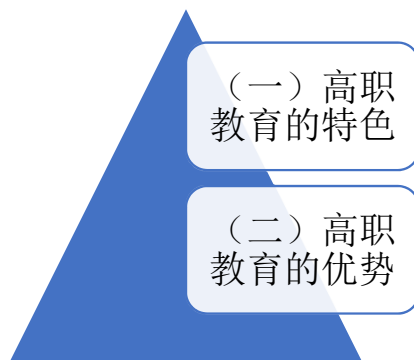 （一）高职
教育的特色
（二）高职
教育的优势